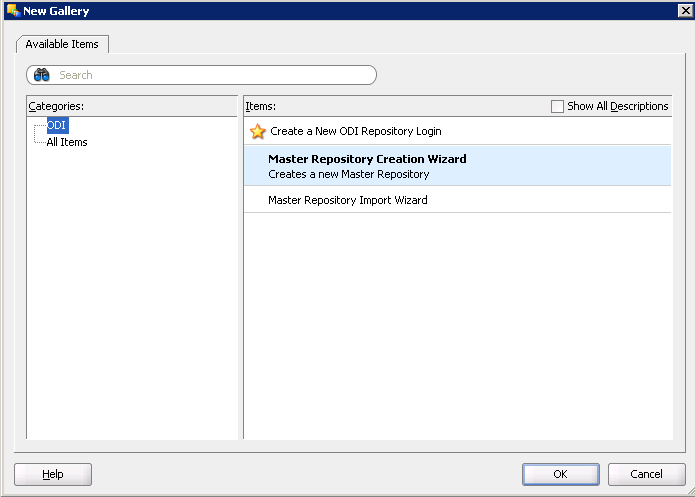 New Gallery
Available Items
Search
Categories:
ODI
All Items
Items:
Show All Descriptions
Create a New ODI Repository Login
Master Repository Creation Wizard
Creates a new Master Repository
Master Repository Import Wizard
Help
OK
Cancel